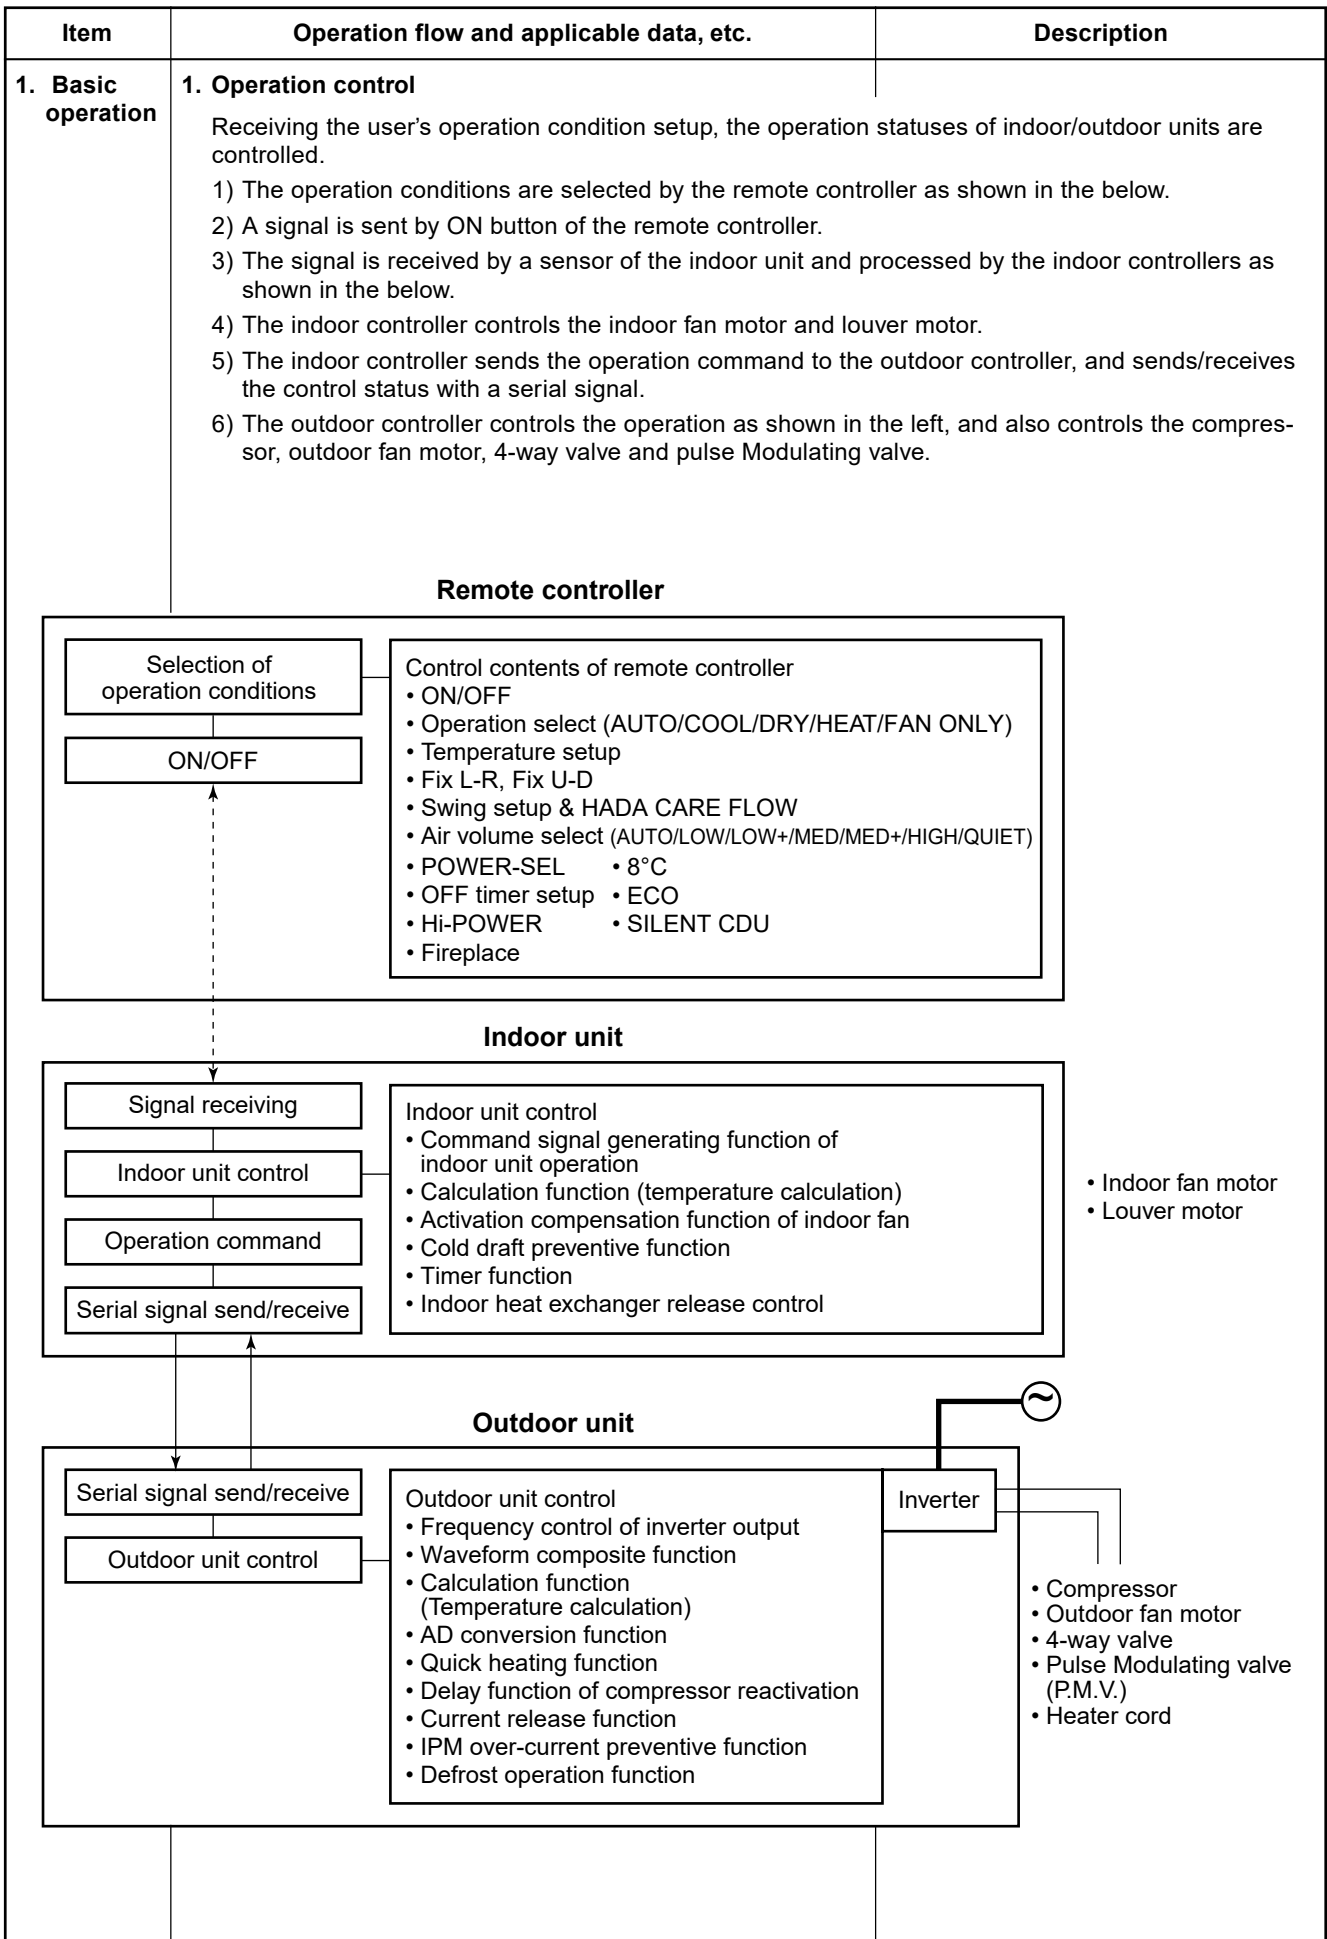 Item
Operation flow and applicable data, etc.
Description
1. Basic
operation
1. Operation control
Receiving the user's operation condition setup, the operation statuses of indoor/outdoor units are
controlled.
1) The operation conditions are selected by the remote controller as shown in the below.
2) A signal is sent by ON button of the remote controller.
3) The signal is received by a sensor of the indoor unit and processed by the indoor controllers as
shown in the below.
4) The indoor controller controls the indoor fan motor and louver motor.
5) The indoor controller sends the operation command to the outdoor controller, and sends/receives
the control status with a serial signal.
6) The outdoor controller controls the operation as shown in the left, and also controls the compres-
sor, outdoor fan motor, 4-way valve and pulse Modulating valve.
Remote controller
Selection of
operation conditions
ON/OFF
Control contents of remote controller
• ON/OFF
• Operation select (AUTO/COOL/DRY/HEAT/FAN ONLY)
• Temperature setup
• Fix L-R, Fix U-D
• Swing setup & HADA CARE FLOW
• Air volume select (AUTO/LOW/LOW+/MED/MED+/HIGH/QUIET)
• POWER-SEL • 8°C
• OFF timer setup • ECO
• Hi-POWER • SILENT CDU
• Fireplace
Indoor unit
Signal receiving
Indoor unit control
Operation command
Serial signal send/receive
Indoor unit control
• Command signal generating function of
indoor unit operation
• Calculation function (temperature calculation)
• Activation compensation function of indoor fan
• Cold draft preventive function
• Timer function
• Indoor heat exchanger release control
• Indoor fan motor
• Louver motor
~
Outdoor unit
Serial signal send/receive
Outdoor unit control
Outdoor unit control
• Frequency control of inverter output
• Waveform composite function
• Calculation function
(Temperature calculation)
• AD conversion function
• Quick heating function
• Delay function of compressor reactivation
• Current release function
• IPM over-current preventive function
• Defrost operation function
Inverter
• Compressor
• Outdoor fan motor
• 4-way valve
• Pulse Modulating valve
(P.M.V.)
• Heater cord